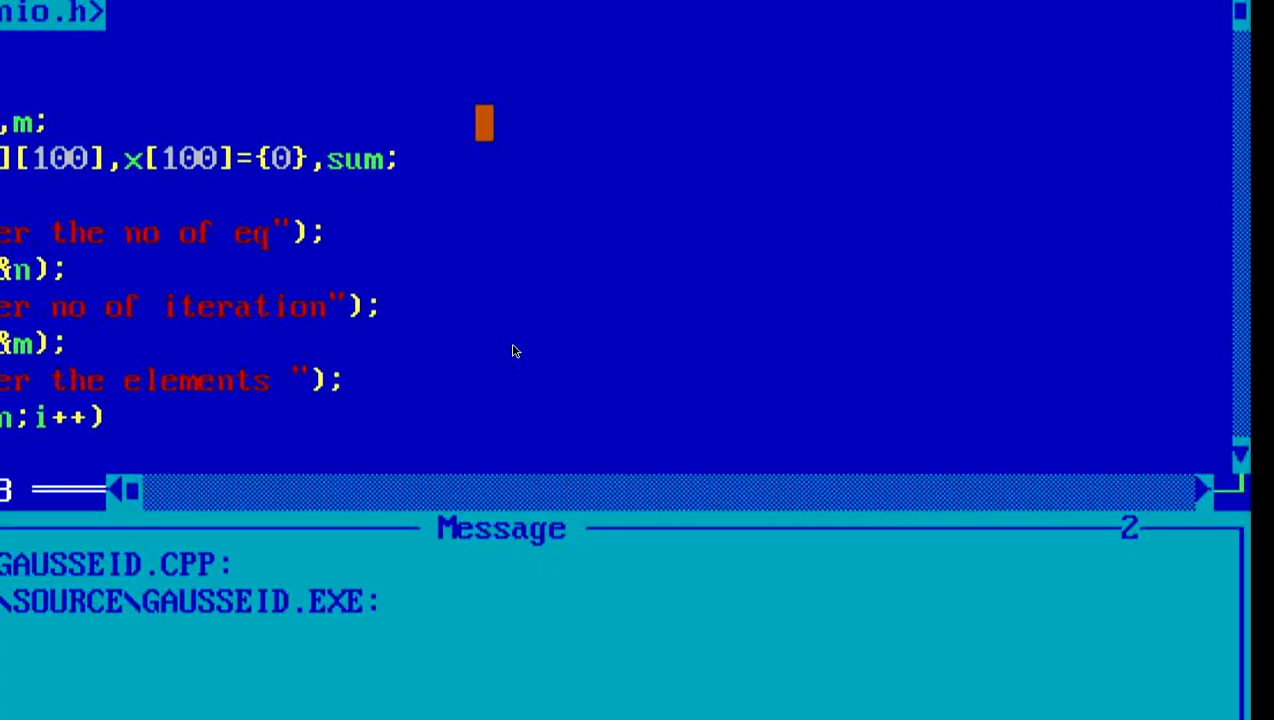 nio.h>
,m;
][100],x[100]={0},sum;
er the no of eq");
&n);
er no of iteration");
&m);
er the elements ");
n;i++)
3
Message 2
GAUSSEID.CPP:
\SOURCE\GAUSSEID.EXE: